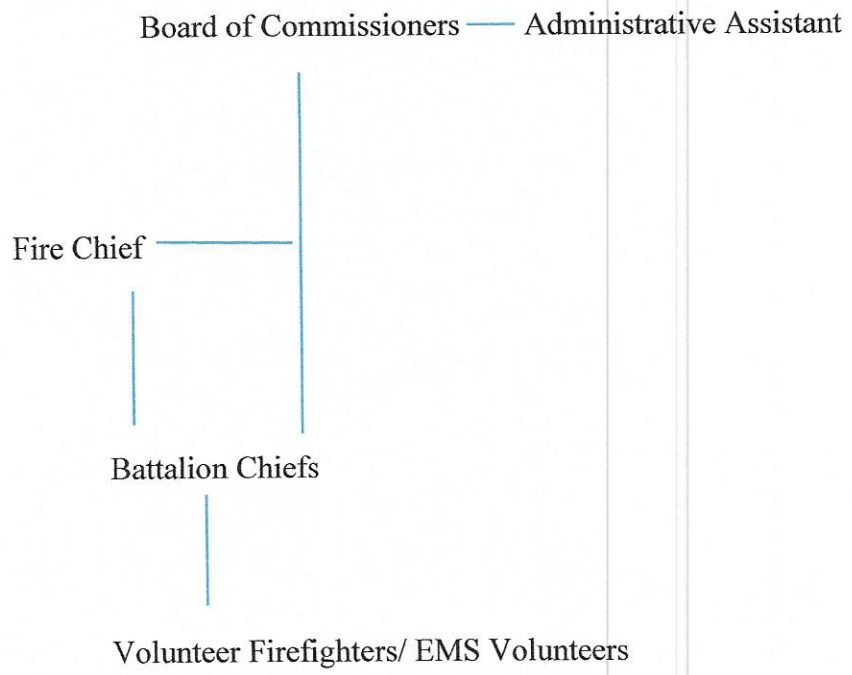 Board of Commissioners — Administrative Assistant
Fire Chief
Battalion Chiefs
Volunteer Firefighters/ EMS Volunteers